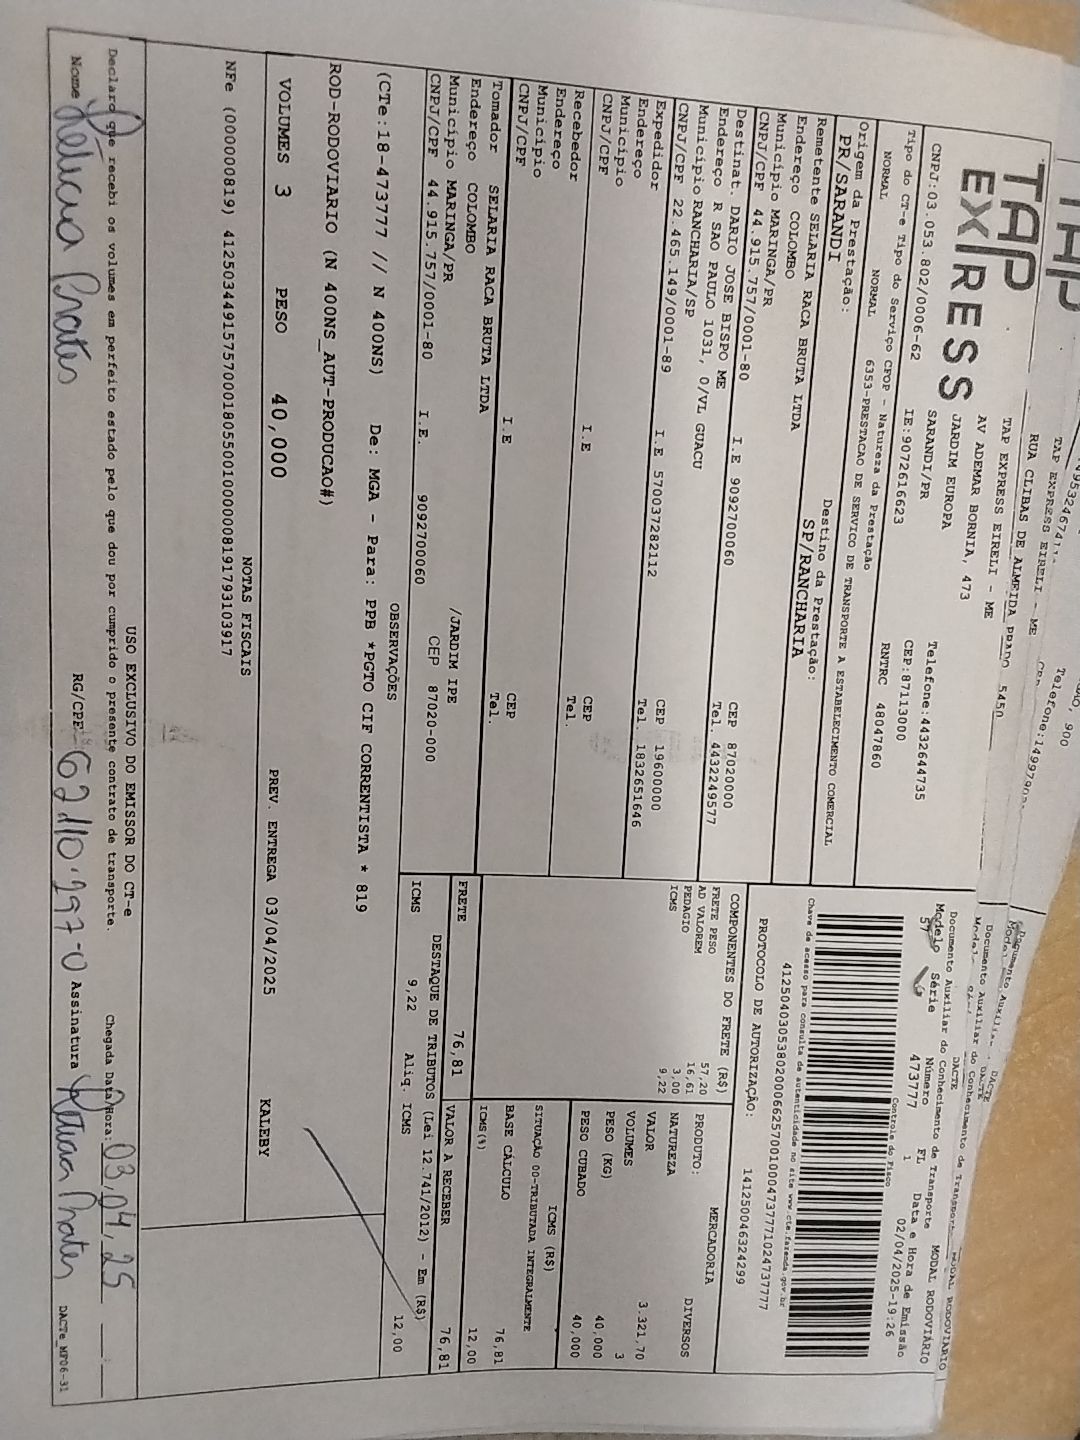 TAP EXPRESS
TAP EXPRESS EIRELI - ME
AV ADEMAR BORNIA, 473
JARDIM EUROPA
SARANDI/PR
CNPJ:03.053.802/0006-62
IE:9072616623
CEP:87113000
Telefone:4432644735
RNTRC 48047860
Tipo do CT-e Tipo do Serviço CFOP - Natureza da Prestação
NORMAL NORMAL 6353-PRESTACAO DE SERVICO DE TRANSPORTE A ESTABELECIMENTO COMERCIAL
Origem da Prestação: Destino da Prestação:
PR/SARANDI SP/RANCHARIA
Remetente SELARIA RACA BRUTA LTDA
Endereço COLOMBO
Município MARINGA/PR CEP 87020000
CNPJ/CPF 44.915.757/0001-80 I.E 9092700060 Tel. 4432249577
Destinat. DARIO JOSE BISPO ME
Endereço R SAO PAULO 1031, 0/VL GUACU
Município RANCHARIA/SP CEP 19600000
CNPJ/CPF 22.465.149/0001-89 I.E 570037282112 Tel. 1832651646
Expedidor
Endereço
Município CEP
CNPJ/CPF I.E Tel.
Recebedor
Endereço
Município CEP
CNPJ/CPF I.E Tel.
Tomador SELARIA RACA BRUTA LTDA
Endereço COLOMBO /JARDIM IPE
Município MARINGA/PR CEP 87020-000
CNPJ/CPF 44.915.757/0001-80 I.E. 9092700060
DACTE
Documento Auxiliar do Conhecimento de Transporte MODAL RODOVIÁRIO
Modelo Série Número FL Data e Hora de Emissão
57 473777 1 02/04/2025-19:26
Controle do Fisco
Chave de acesso para consulta de autenticidade no site www.cte.fazenda.gov.br
41250403053802000662570010004737771024737777
PROTOCOLO DE AUTORIZAÇÃO: 141250046324299
COMPONENTES DO FRETE (R$)
FRETE PESO 57,20
AD VALOREM 16,61
PEDAGIO 3,00
ICMS 9,22
PRODUTO: MERCADORIA
NATUREZA DIVERSOS
VALOR 3.321,70
VOLUMES 3
PESO (KG) 40,000
PESO CUBADO 40,000
ICMS (R$)
SITUAÇÃO 00-TRIBUTADA INTEGRALMENTE
BASE CÁLCULO 76,81
ICMS(%) 12,00
FRETE 76,81 VALOR A RECEBER 76,81
DESTAQUE DE TRIBUTOS (Lei 12.741/2012) - Em (R$)
ICMS 9,22 Aliq. ICMS 12,00
OBSERVAÇÕES
(CTe:18-473777 // N 400NS) De: MGA - Para: PPB *PGTO CIF CORRENTISTA * 819
ROD-RODOVIARIO (N 400NS_AUT-PRODUCAO#)
VOLUMES 3 PESO 40,000 PREV. ENTREGA 03/04/2025 KALEBY
NOTAS FISCAIS
NFe (000000819) 41250344915757000180550010000008191793103917
USO EXCLUSIVO DO EMISSOR DO CT-e
Declaro que recebi os volumes em perfeito estado pelo que dou por cumprido o presente contrato de transporte. Chegada Data/Hora: 03/04/25
Nome Letícia Prates RG/CPF 62.110.297-0 Assinatura Letícia Prates
DACTe_MP06-31